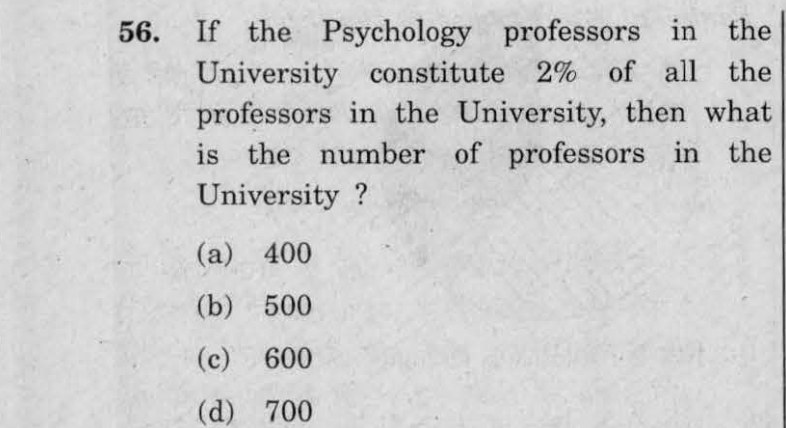 56. If the Psychology professors in the
University constitute 2% of all the
professors in the University, then what
is the number of professors in the
University ?
(a) 400
(b) 500
(c) 600
(d) 700